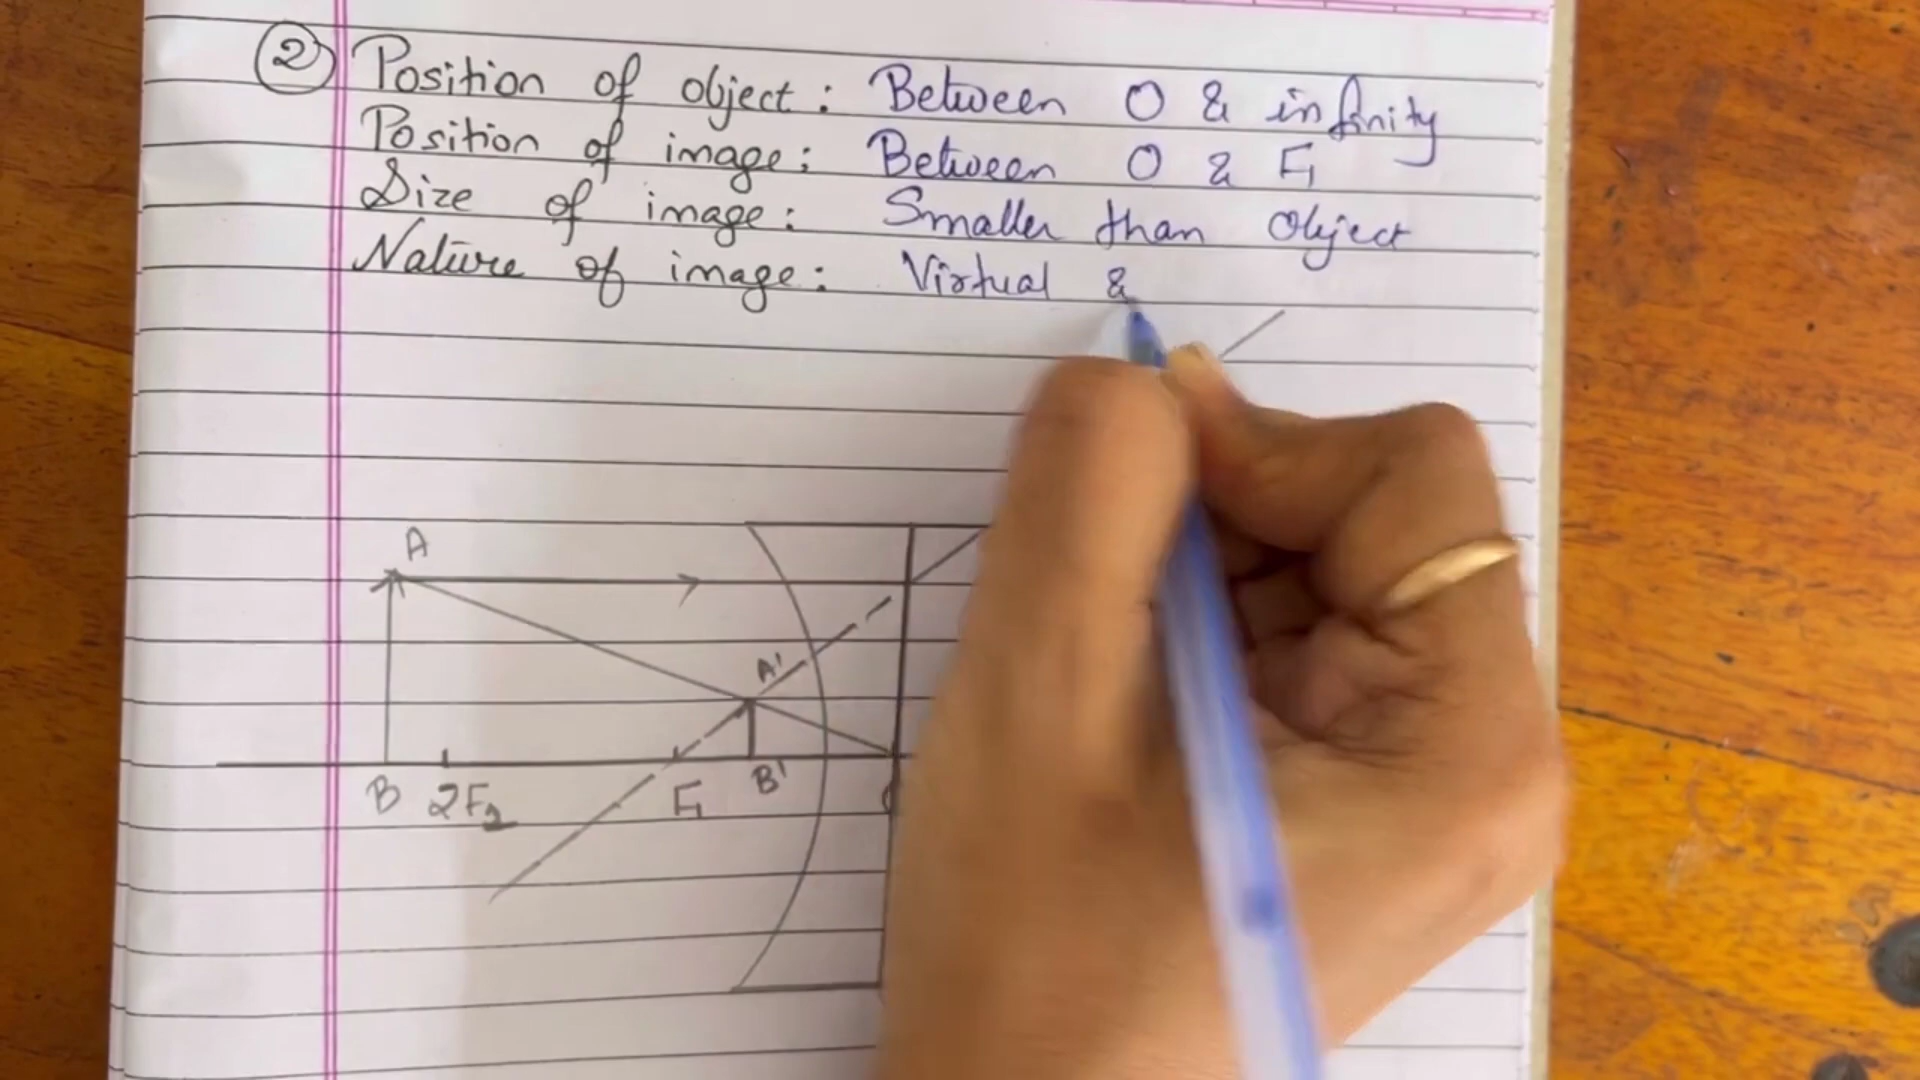 ② Position of object : Between O & infinity
Position of image : Between O & F₁
Size of image : Smaller than Object
Nature of image : Virtual &
A
A'
B 2F₂ F₁ B'